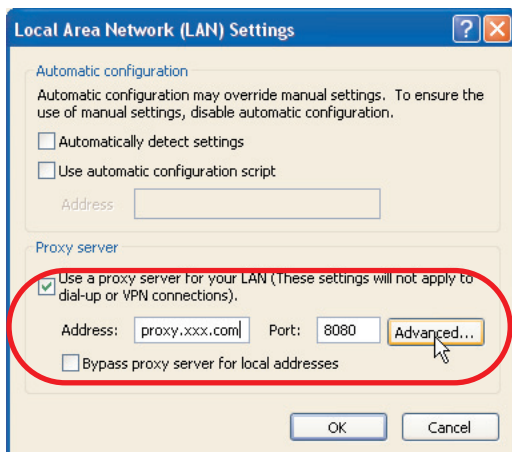 Local Area Network (LAN) Settings
Automatic configuration
Automatic configuration may override manual settings. To ensure the
use of manual settings, disable automatic configuration.
Automatically detect settings
Use automatic configuration script
Address
Proxy server
Use a proxy server for your LAN (These settings will not apply to
dial-up or VPN connections).
Address: proxy.xxx.com Port: 8080 Advanced...
Bypass proxy server for local addresses
OK Cancel